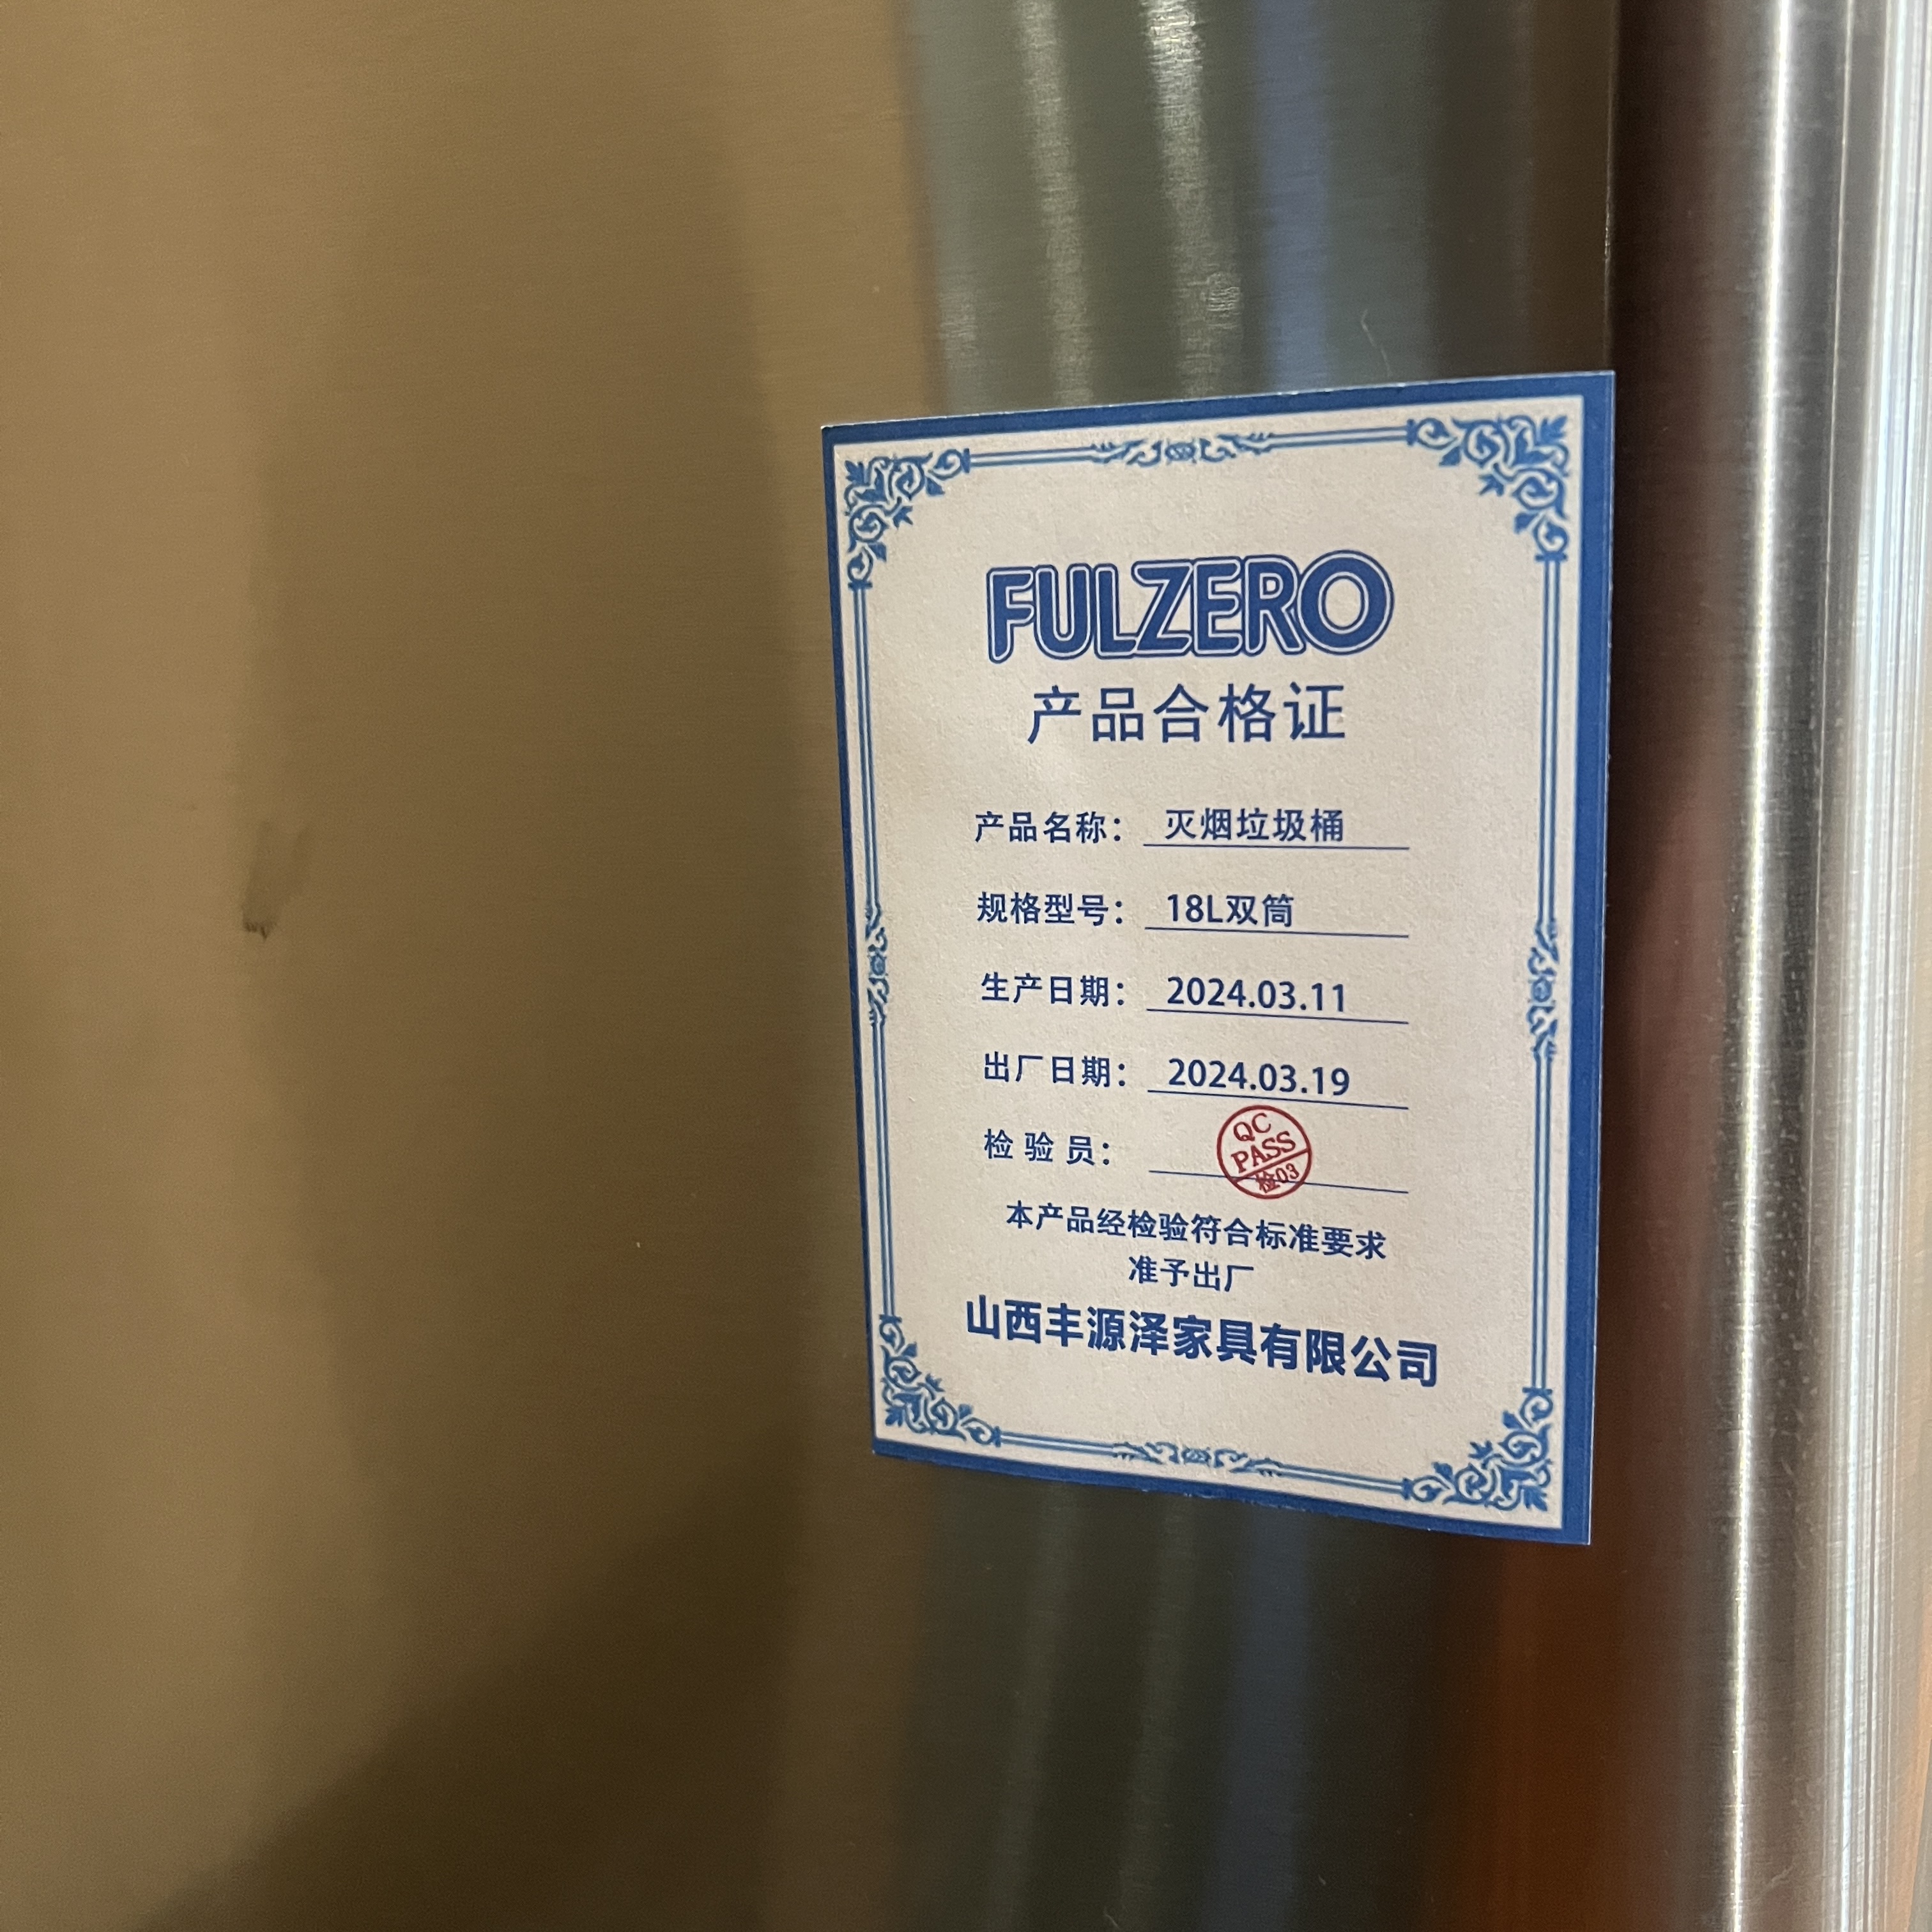 FULZERO
产品合格证
产品名称： 灭烟垃圾桶
规格型号： 18L双筒
生产日期： 2024.03.11
出厂日期： 2024.03.19
检 验 员：
QC
PASS
检03
本产品经检验符合标准要求
准予出厂
山西丰源泽家具有限公司